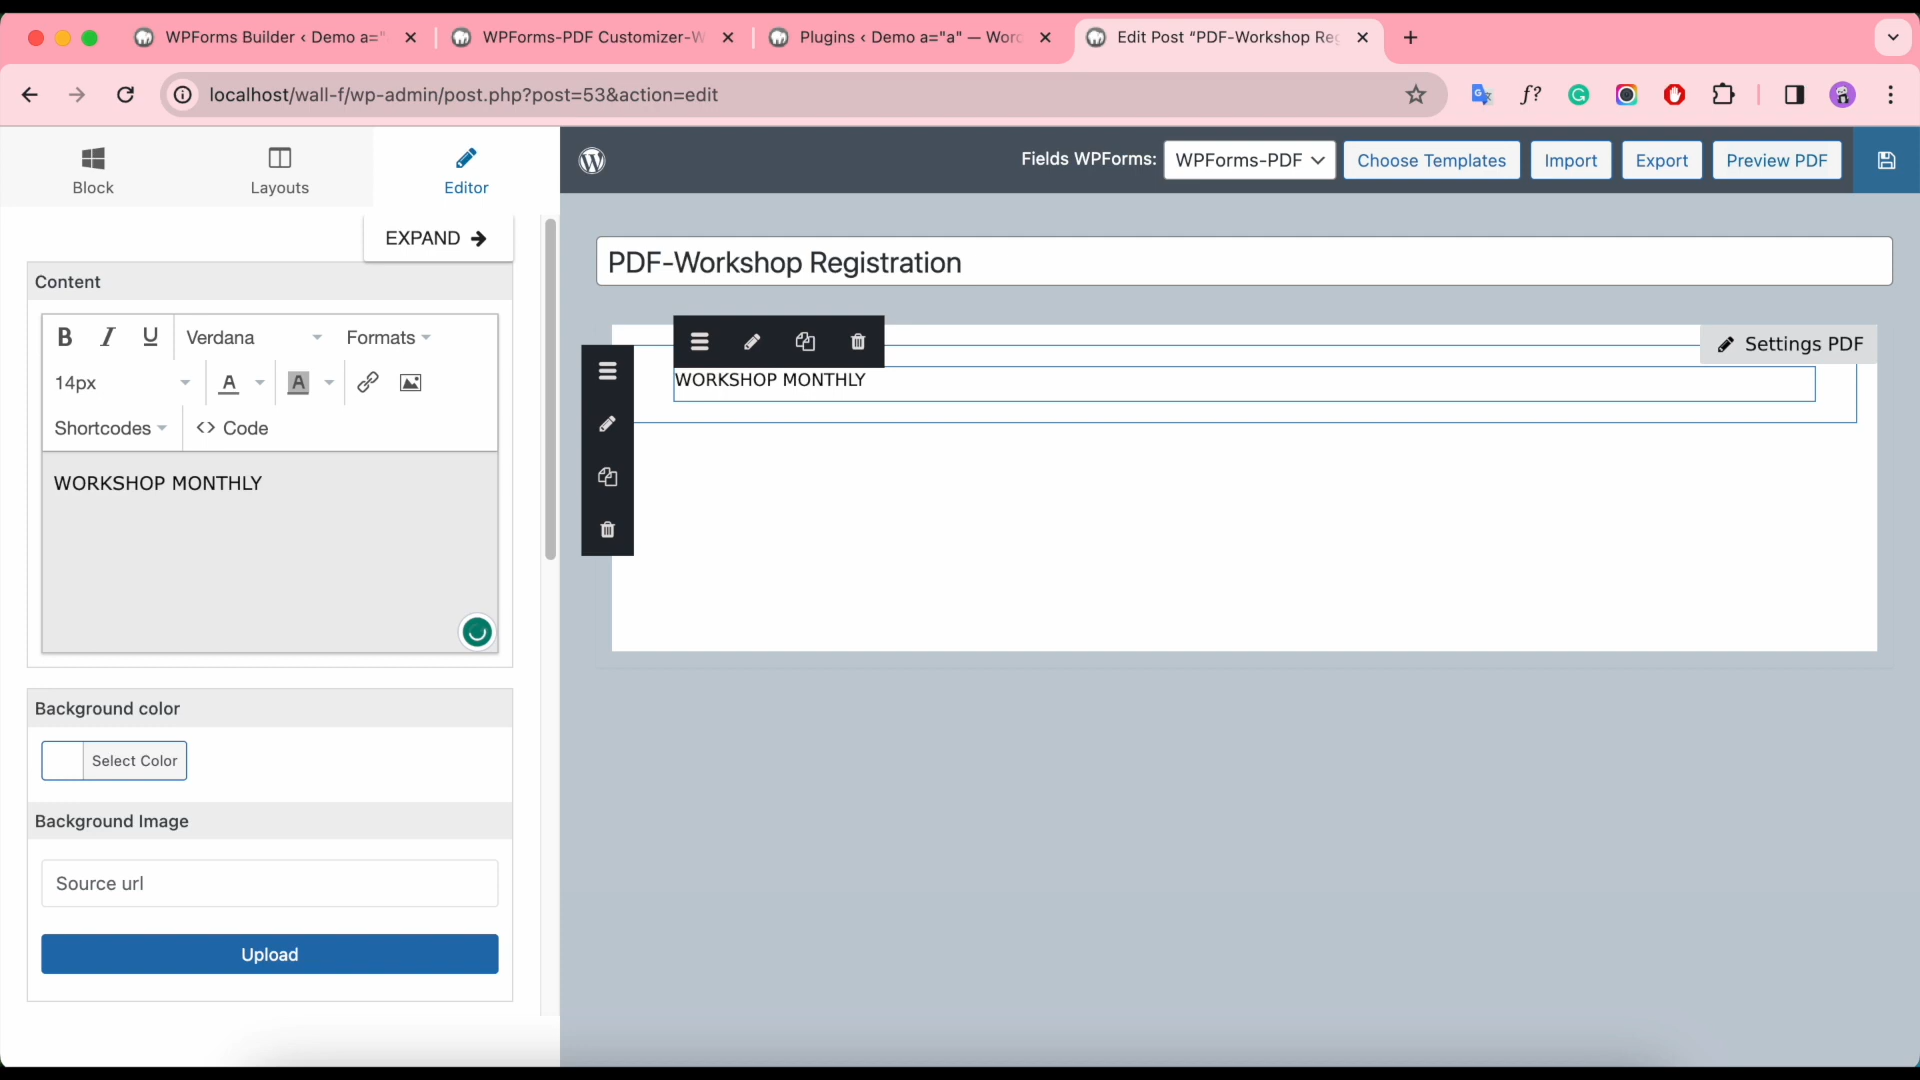 WPForms Builder ‹ Demo a="
WPForms-PDF Customizer-W
Plugins ‹ Demo a="a" — Worc
Edit Post “PDF-Workshop Reg
localhost/wall-f/wp-admin/post.php?post=53&action=edit
Block
Layouts
Editor
Fields WPForms:
WPForms-PDF
Choose Templates
Import
Export
Preview PDF
EXPAND
PDF-Workshop Registration
Content
B I U
Verdana
Formats
Settings PDF
14px
A
A
WORKSHOP MONTHLY
Shortcodes
<> Code
WORKSHOP MONTHLY
Background color
Select Color
Background Image
Source url
Upload